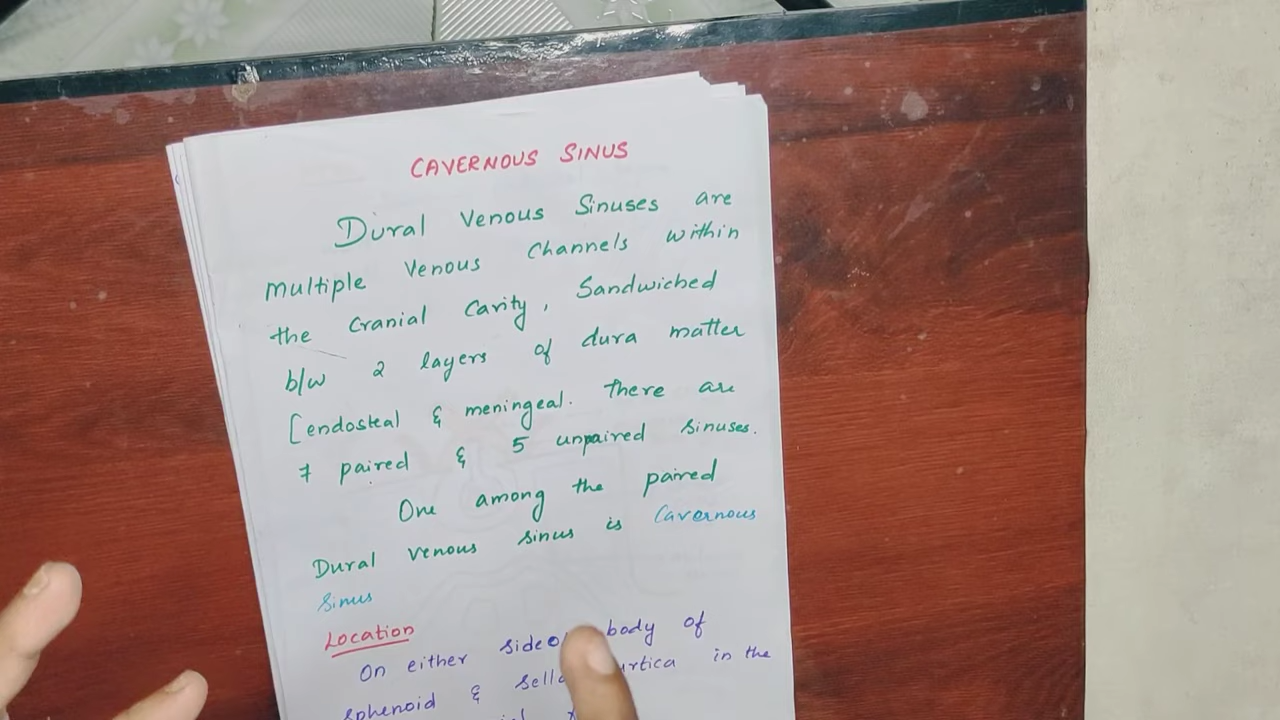 CAVERNOUS SINUS
Dural Venous Sinuses are
multiple Venous Channels within
the Cranial Cavity, Sandwiched
b/w 2 layers of dura matter
[endosteal & meningeal. There are
7 paired & 5 unpaired sinuses.
One among the paired
Dural venous sinus is Cavernous
Sinus
Location
On either side body of
sphenoid & sella in the